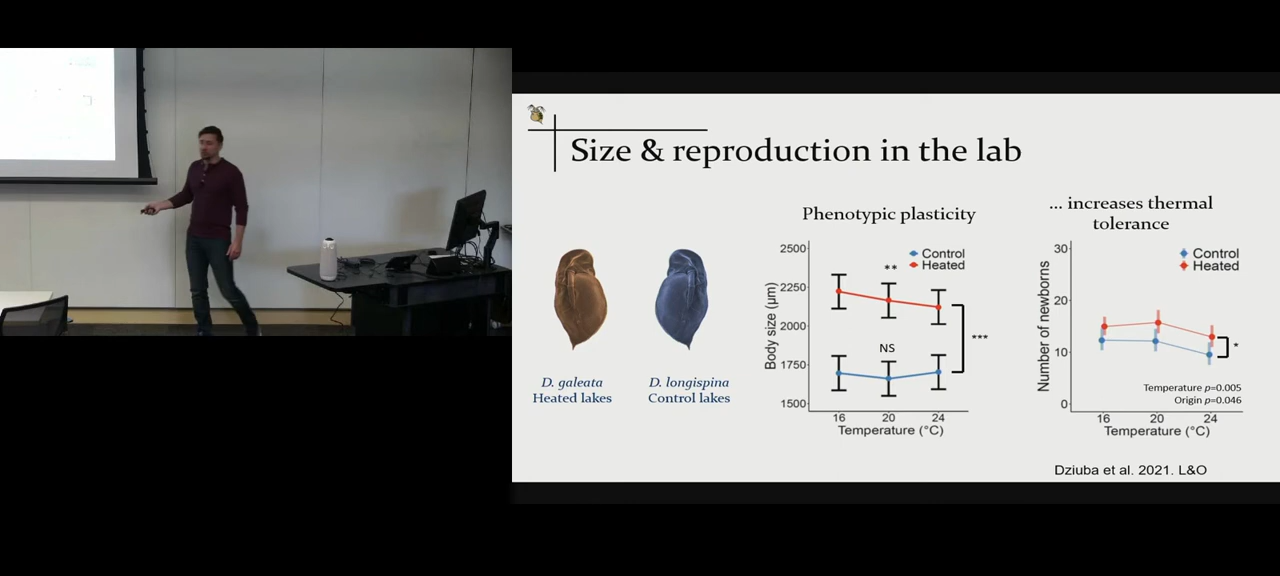 Size & reproduction in the lab
D. galeata
Heated lakes
D. longispina
Control lakes
Phenotypic plasticity
Control
Heated
2500
2250
2000
1750
1500
Body size (µm)
**
NS
***
16
20
24
Temperature (°C)
... increases thermal
tolerance
Control
Heated
30
20
10
0
Number of newborns
*
Temperature p=0.005
Origin p=0.046
16
20
24
Temperature (°C)
Dziuba et al. 2021. L&O